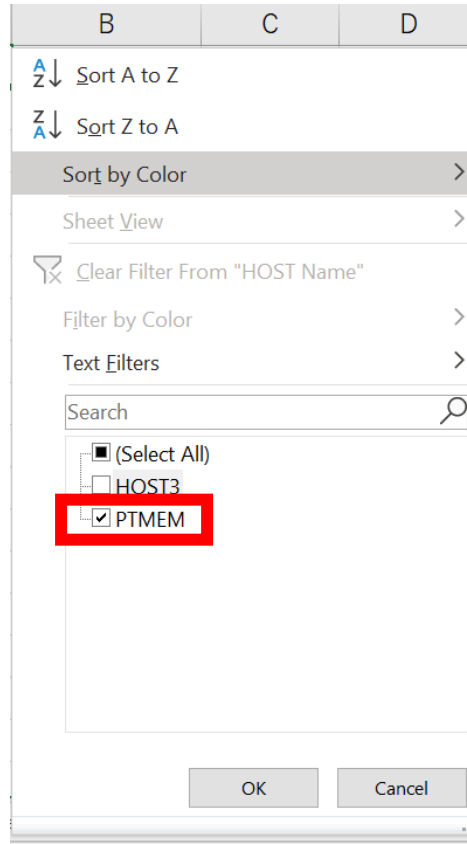 B C D
Sort A to Z
Sort Z to A
Sort by Color
Sheet View
Clear Filter From "HOST Name"
Filter by Color
Text Filters
Search
(Select All)
HOST3
PTMEM
OK Cancel